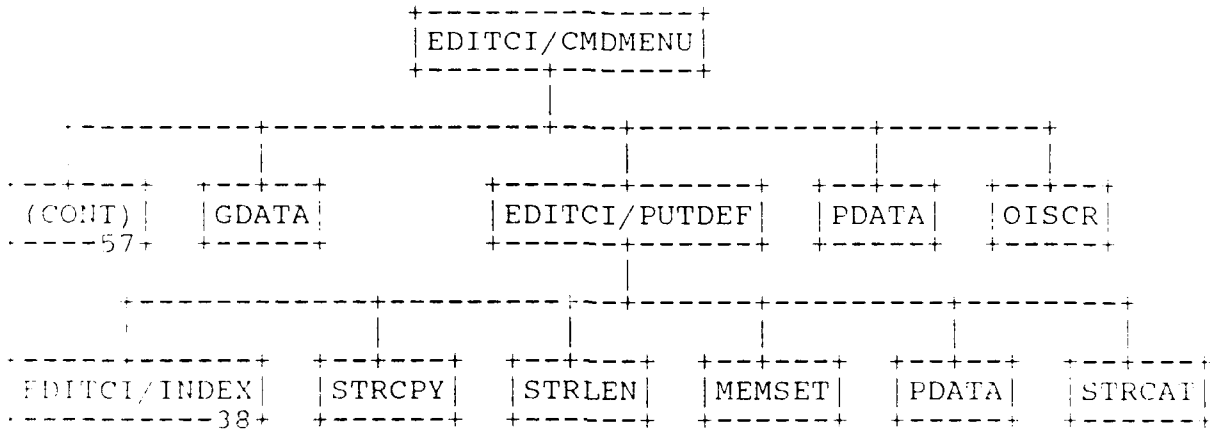 EDITCI/CMDMENU
(CONT) GDATA EDITCI/PUTDEF PDATA OISCR
57
EDITCI/INDEX STRCPY STRLEN MEMSET PDATA STRCAT
38